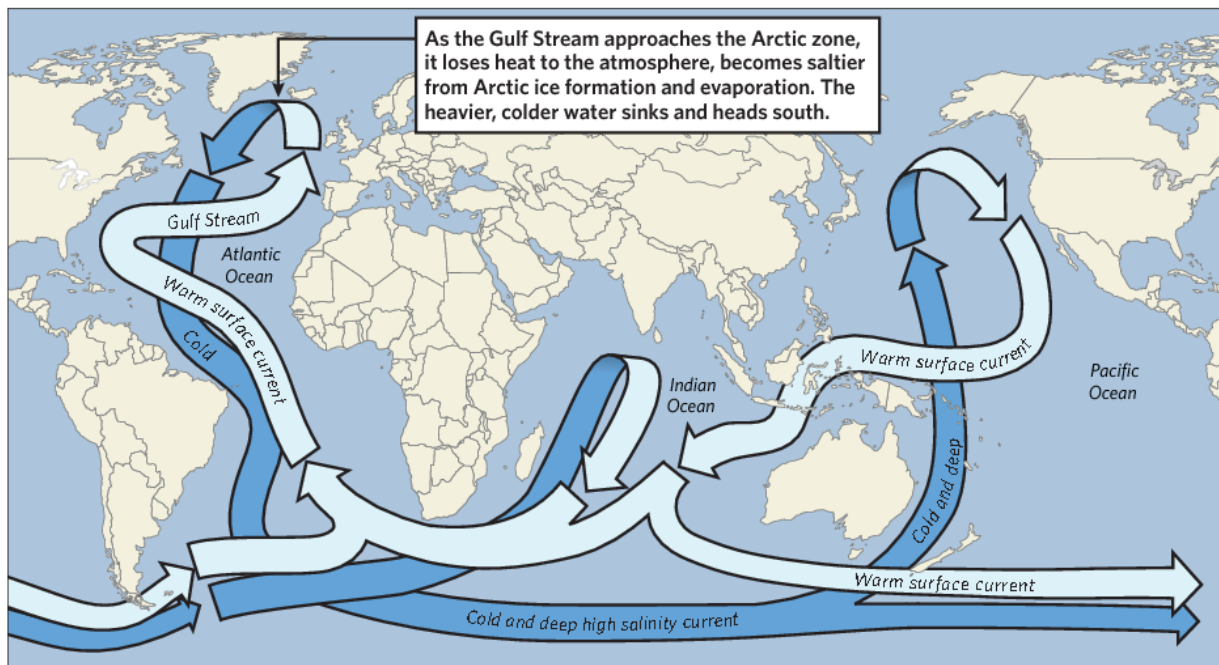 As the Gulf Stream approaches the Arctic zone,
it loses heat to the atmosphere, becomes saltier
from Arctic ice formation and evaporation. The
heavier, colder water sinks and heads south.
Gulf Stream
Atlantic
Ocean
Warm surface current
Cold
Indian
Ocean
Warm surface current
Pacific
Ocean
Cold and deep
Warm surface current
Cold and deep high salinity current